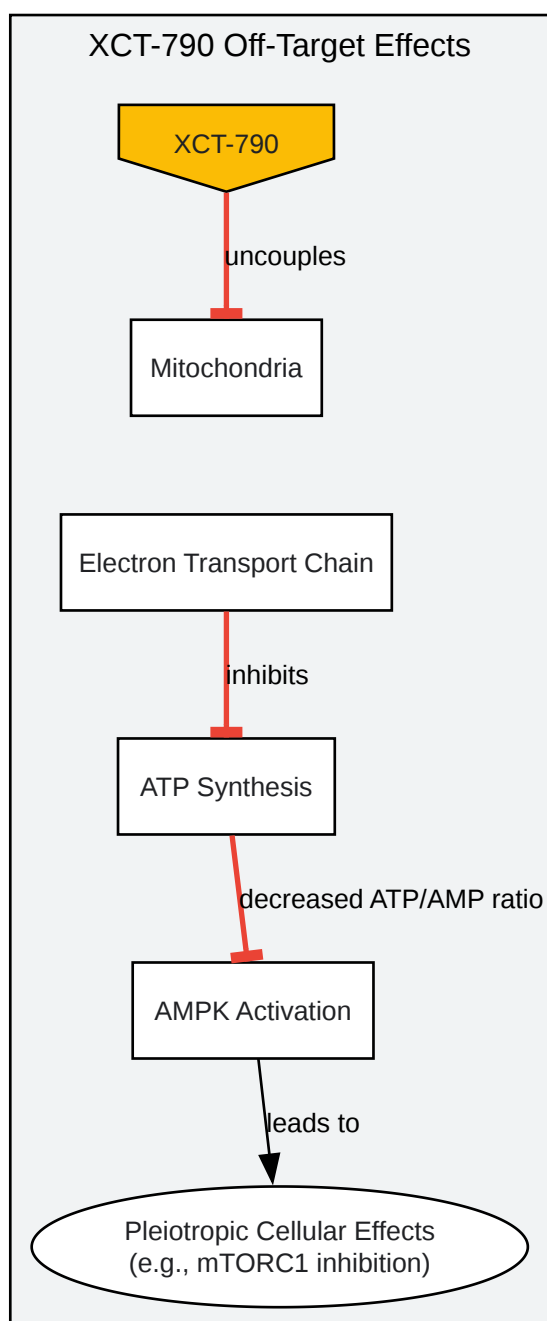 XCT-790 Off-Target Effects
XCT-790
uncouples
Mitochondria
Electron Transport Chain
inhibits
ATP Synthesis
decreased ATP/AMP ratio
AMPK Activation
leads to
Pleiotropic Cellular Effects
(e.g., mTORC1 inhibition)